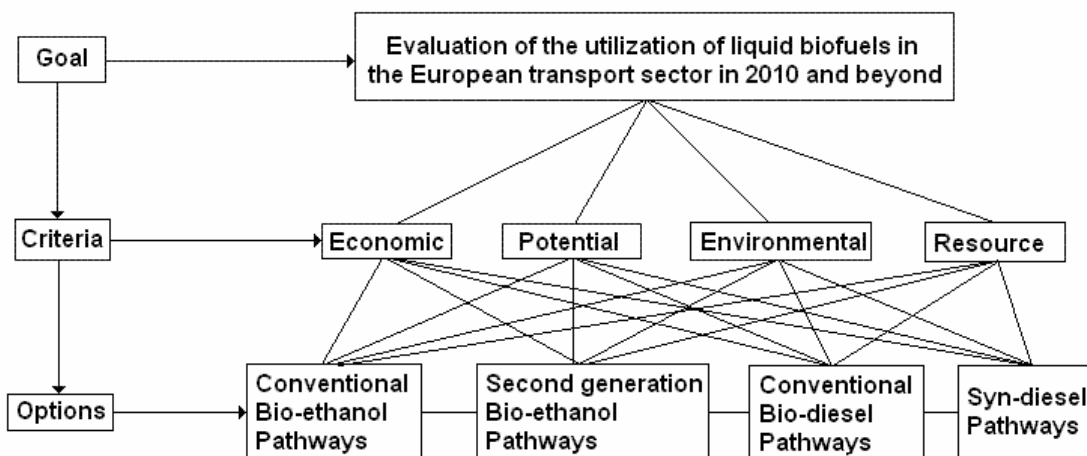 Goal
Evaluation of the utilization of liquid biofuels in
the European transport sector in 2010 and beyond
Criteria
Economic
Potential
Environmental
Resource
Options
Conventional
Bio-ethanol
Pathways
Second generation
Bio-ethanol
Pathways
Conventional
Bio-diesel
Pathways
Syn-diesel
Pathways